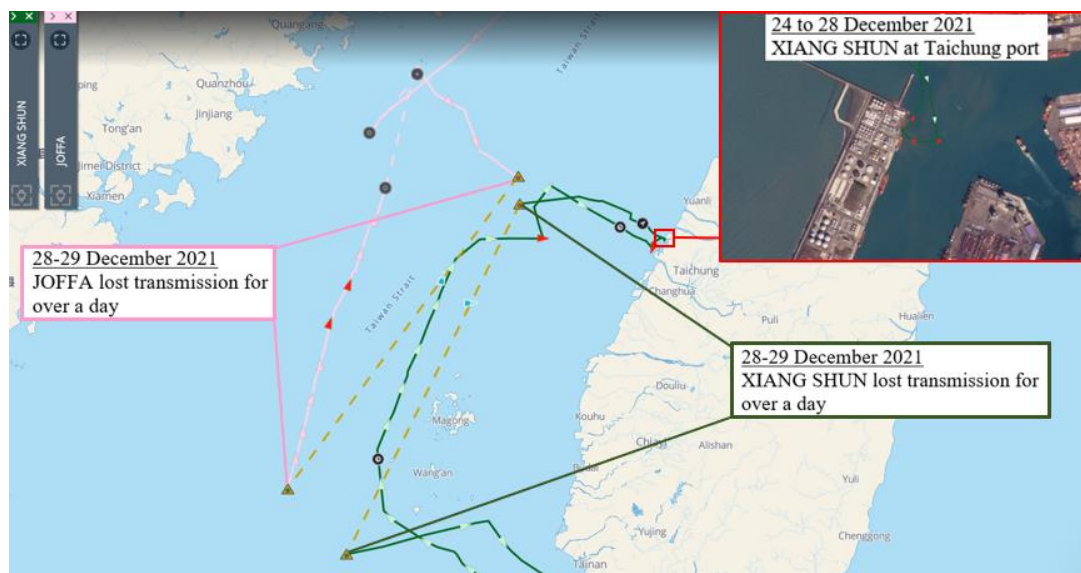 24 to 28 December 2021
XIANG SHUN at Taichung port
XIANG SHUN
JOFFA
Quangang
Quanzhou
Jinjiang
Tong'an
Jimei District
Xiamen
Taiwan Strait
Yuanli
Taichung
Changhua
Puli
Hualien
28-29 December 2021
JOFFA lost transmission for
over a day
Taiwan Strait
28-29 December 2021
XIANG SHUN lost transmission for
over a day
Douliu
Kouhu
Magong
Chiayi
Alishan
Wang'an
Budai
Yuli
Yujing
Chenggong
Tainan